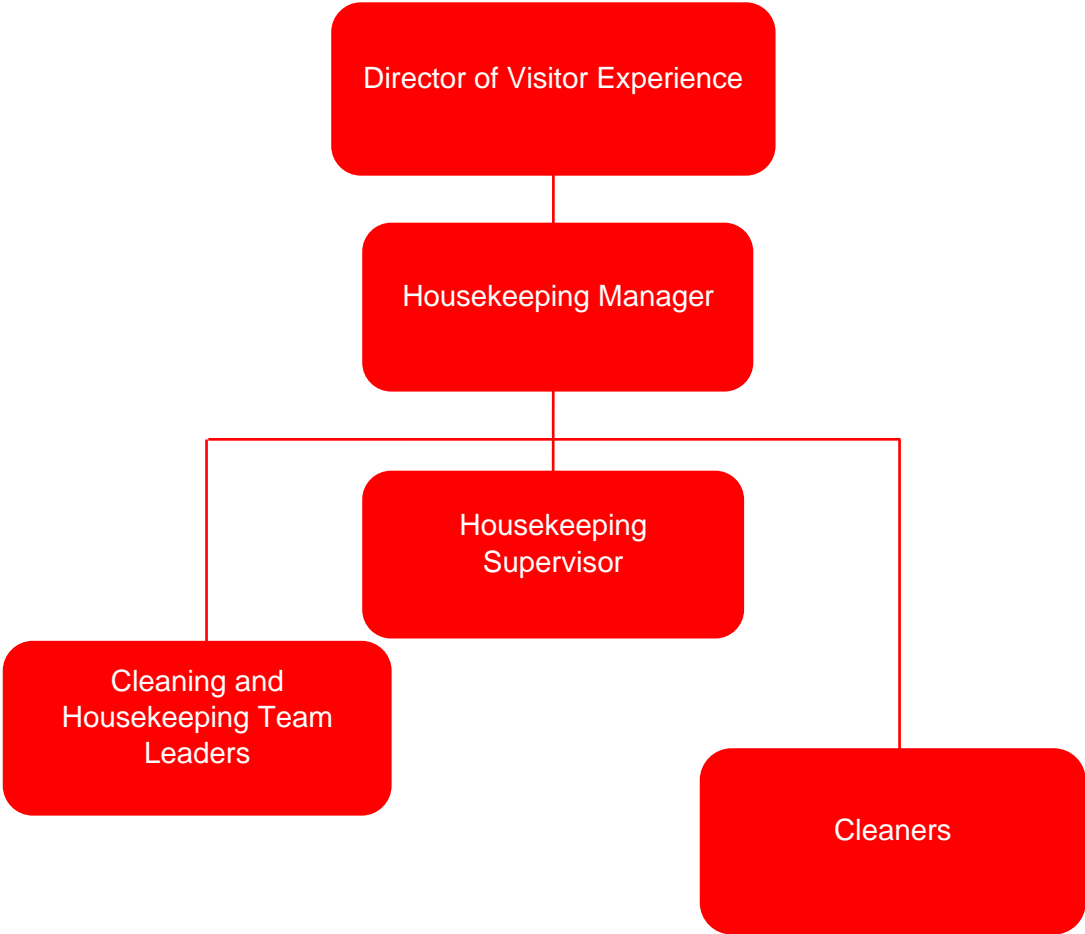 Director of Visitor Experience
Housekeeping Manager
Housekeeping
Supervisor
Cleaning and
Housekeeping Team
Leaders
Cleaners